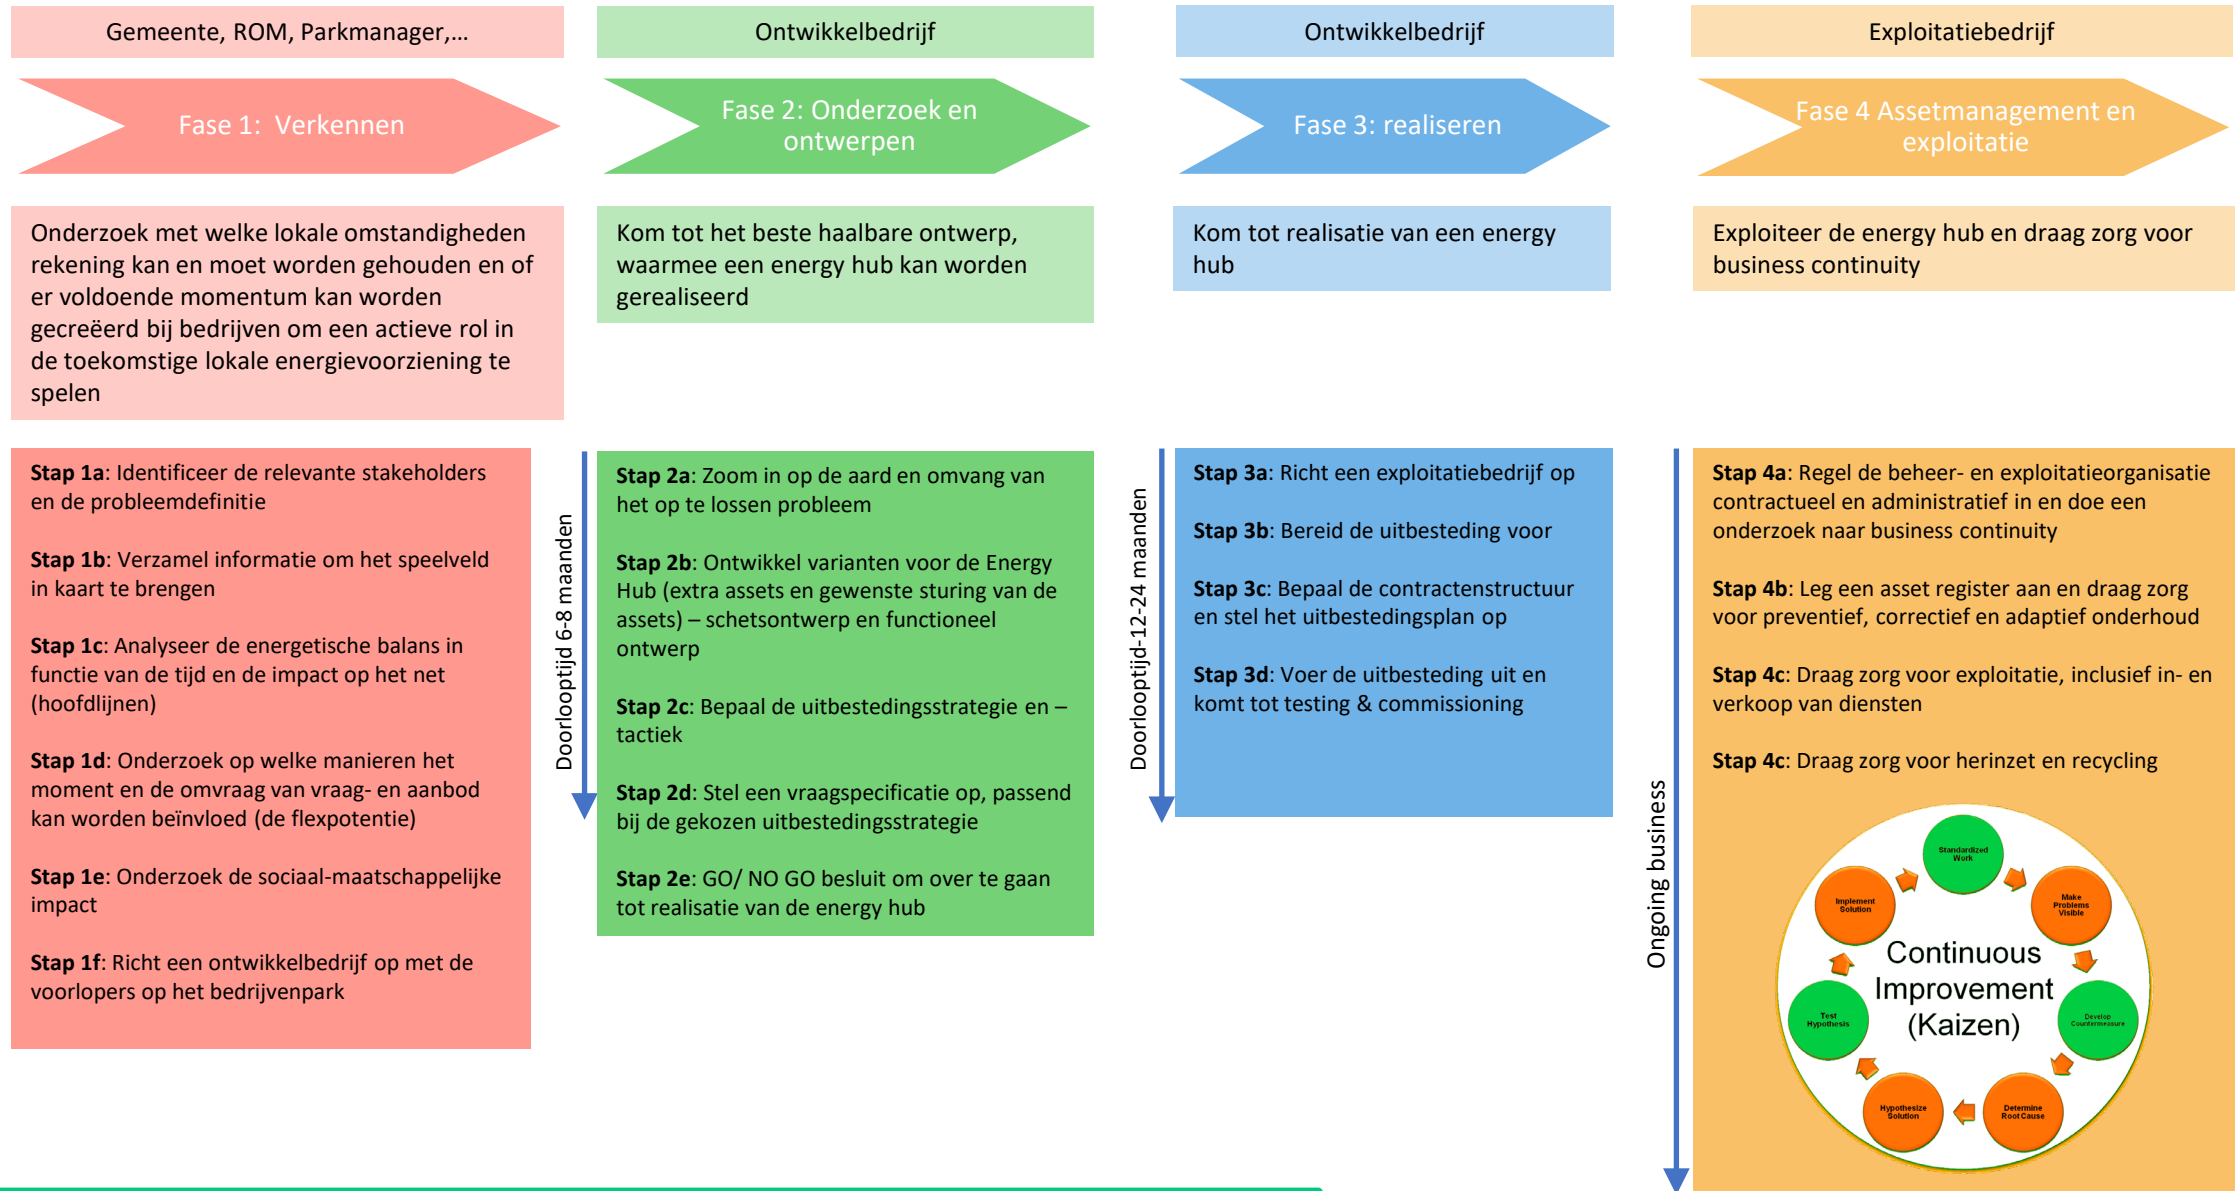 Gemeente, ROM, Parkmanager,...
Fase 1:  Verkennen
Onderzoek met welke lokale omstandigheden
rekening kan en moet worden gehouden en of
er voldoende momentum kan worden
gecreëerd bij bedrijven om een actieve rol in
de toekomstige lokale energievoorziening te
spelen
Stap 1a: Identificeer de relevante stakeholders
en de probleemdefinitie
Stap 1b: Verzamel informatie om het speelveld
in kaart te brengen
Stap 1c: Analyseer de energetische balans in
functie van de tijd en de impact op het net
(hoofdlijnen)
Stap 1d: Onderzoek op welke manieren het
moment en de omvraag van vraag- en aanbod
kan worden beïnvloed (de flexpotentie)
Stap 1e: Onderzoek de sociaal-maatschappelijke
impact
Stap 1f: Richt een ontwikkelbedrijf op met de
voorlopers op het bedrijvenpark
Ontwikkelbedrijf
Fase 2: Onderzoek en
ontwerpen
Kom tot het beste haalbare ontwerp,
waarmee een energy hub kan worden
gerealiseerd
Doorlooptijd 6-8 maanden
Stap 2a: Zoom in op de aard en omvang van
het op te lossen probleem
Stap 2b: Ontwikkel varianten voor de Energy
Hub (extra assets en gewenste sturing van de
assets) – schetsontwerp en functioneel
ontwerp
Stap 2c: Bepaal de uitbestedingsstrategie en –
tactiek
Stap 2d: Stel een vraagspecificatie op, passend
bij de gekozen uitbestedingsstrategie
Stap 2e: GO/ NO GO besluit om over te gaan
tot realisatie van de energy hub
Ontwikkelbedrijf
Fase 3: realiseren
Kom tot realisatie van een energy
hub
Doorlooptijd-12-24 maanden
Stap 3a: Richt een exploitatiebedrijf op
Stap 3b: Bereid de uitbesteding voor
Stap 3c: Bepaal de contractenstructuur
en stel het uitbestedingsplan op
Stap 3d: Voer de uitbesteding uit en
komt tot testing & commissioning
Exploitatiebedrijf
Fase 4 Assetmanagement en
exploitatie
Exploiteer de energy hub en draag zorg voor
business continuity
Ongoing business
Stap 4a: Regel de beheer- en exploitatieorganisatie
contractueel en administratief in en doe een
onderzoek naar business continuity
Stap 4b: Leg een asset register aan en draag zorg
voor preventief, correctief en adaptief onderhoud
Stap 4c: Draag zorg voor exploitatie, inclusief in- en
verkoop van diensten
Stap 4c: Draag zorg voor herinzet en recycling
Standardized
Work
Make
Problems
Visible
Develop
Countermeasure
Determine
Root Cause
Hypothesize
Solution
Test
Hypothesis
Implement
Solution
Continuous
Improvement
(Kaizen)